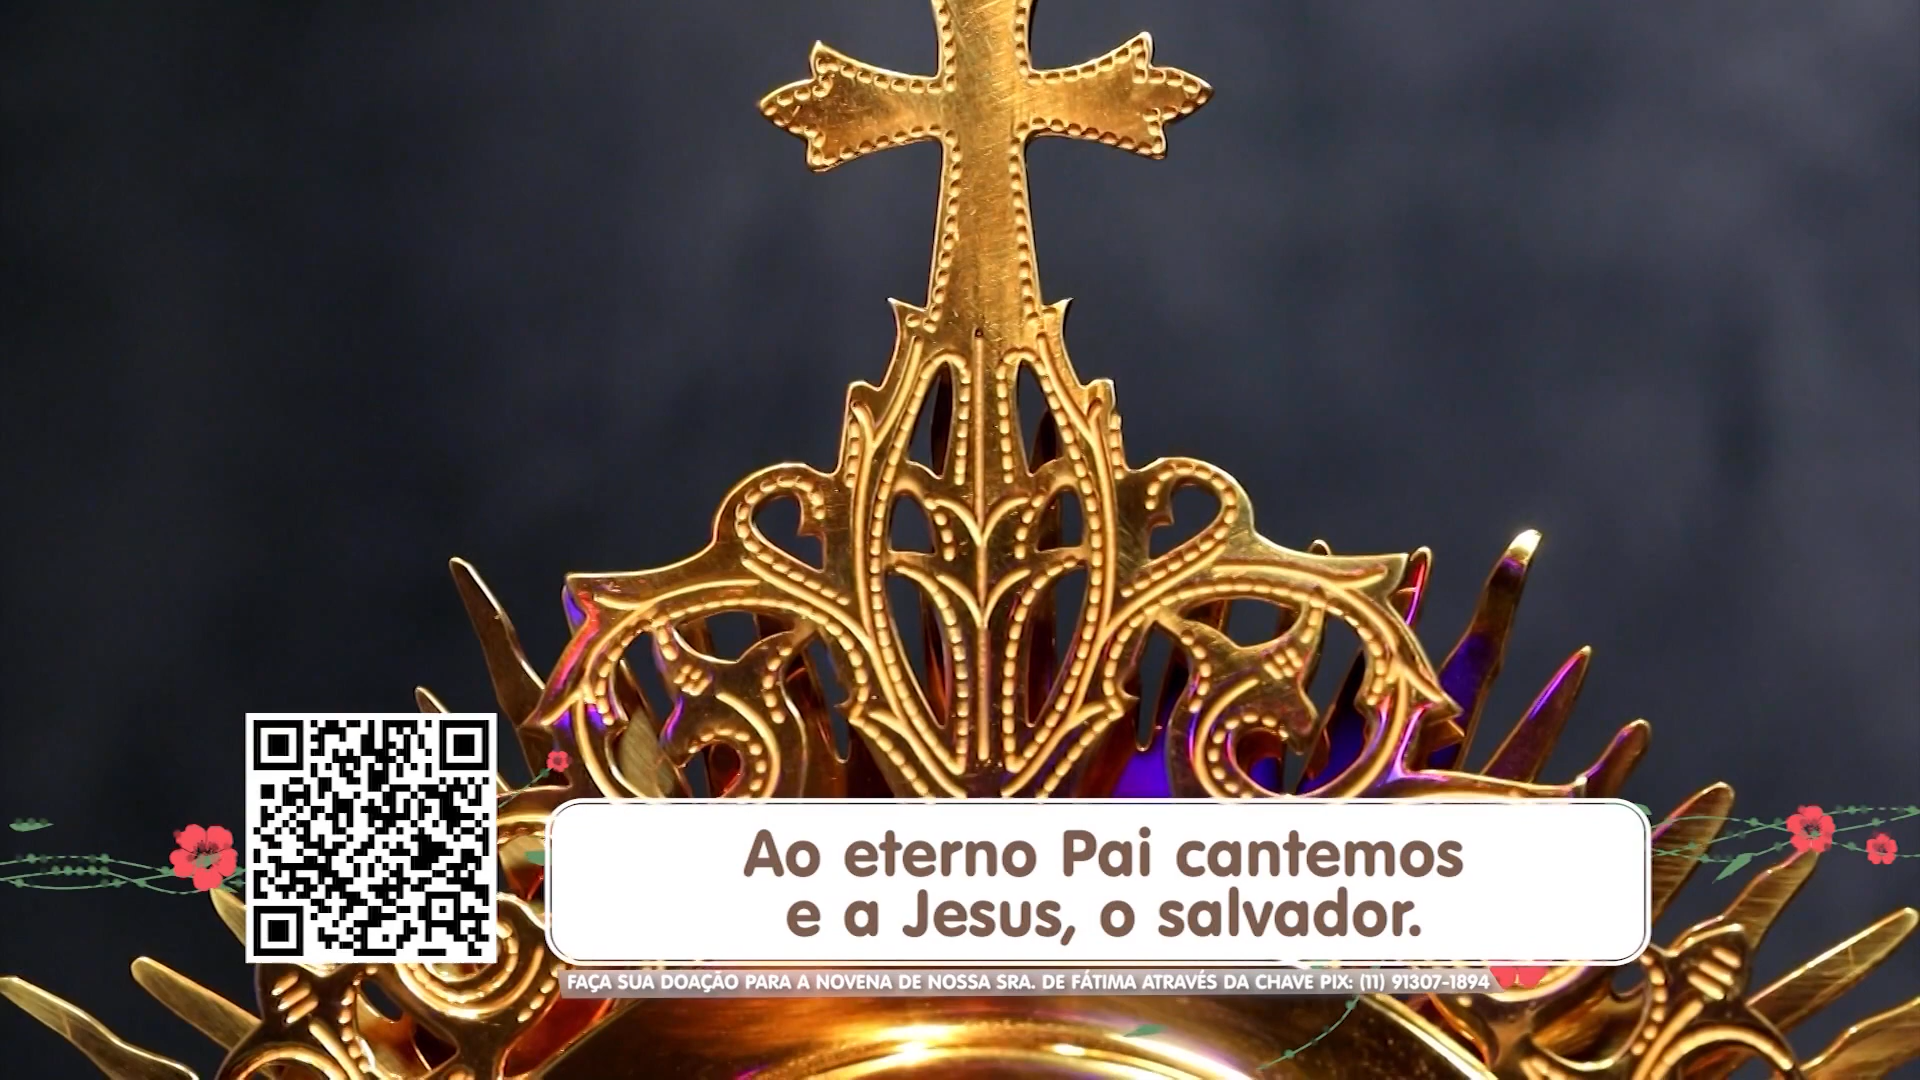 Ao eterno Pai cantemos
e a Jesus, o salvador.
FAÇA SUA DOAÇÃO PARA A NOVENA DE NOSSA SRA. DE FÁTIMA ATRAVÉS DA CHAVE PIX: (11) 91307-1894